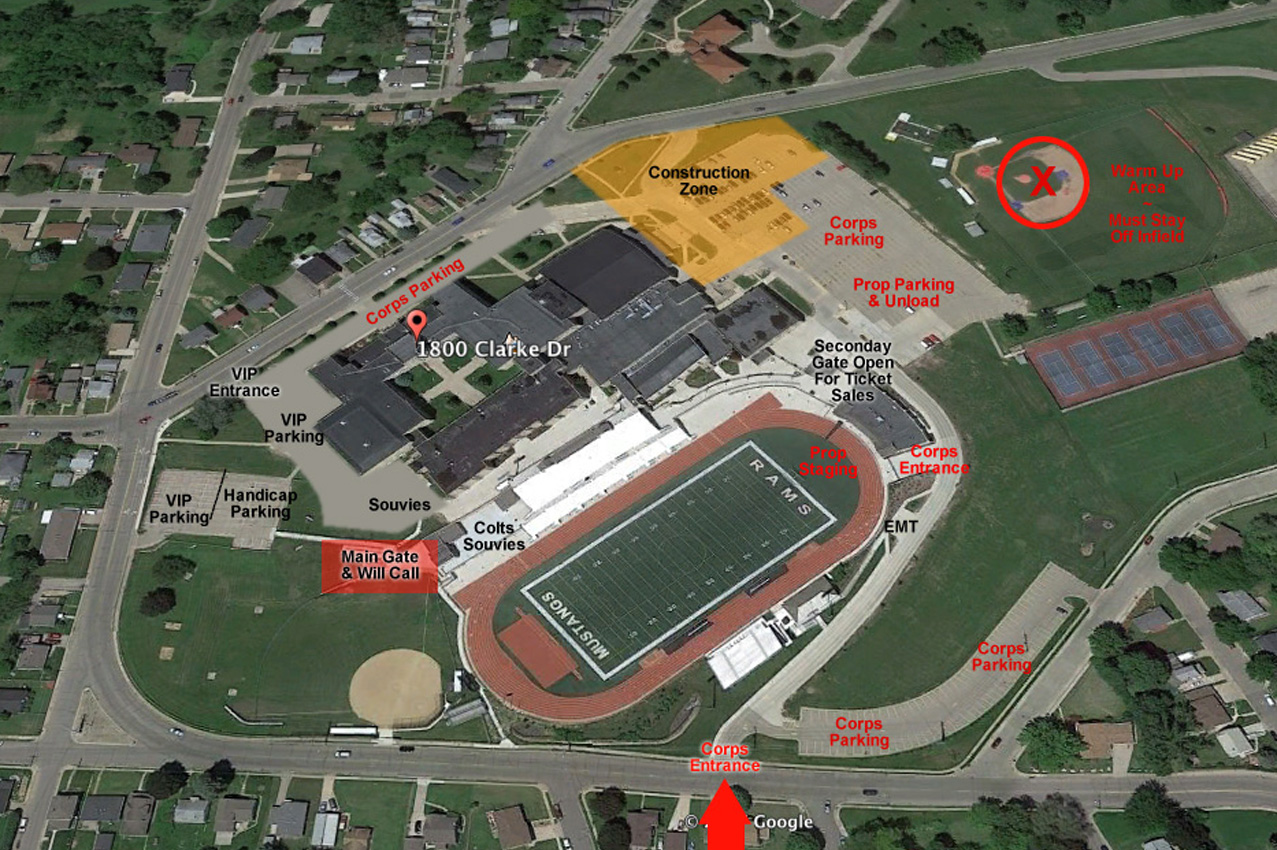 Construction
Zone
Warm Up
Area
~
Must Stay
Off Infield
X
Corps
Parking
Corps Parking
Prop Parking
& Unload
1800 Clarke Dr
Seconday
Gate Open
For Ticket
Sales
VIP
Entrance
VIP
Parking
Prop
Staging
Corps
Entrance
RAMS
VIP
Parking/
Handicap
Parking
Souvies
Colts
Souvies
EMT
Main Gate
& Will Call
MUSTANGS
Corps
Parking
Corps
Parking
Corps
Entrance
© Google